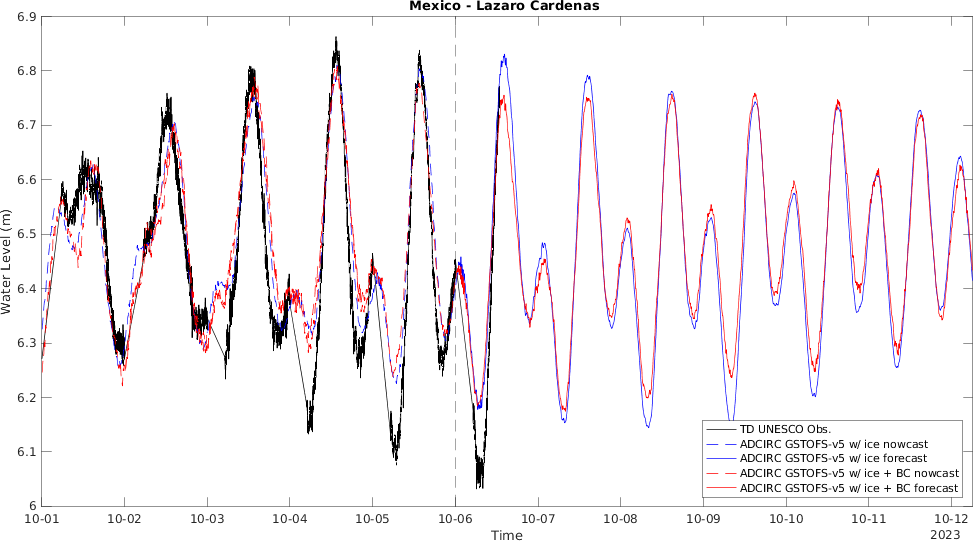 Mexico - Lazaro Cardenas
6.9
6.8
6.7
6.6
6.5
6.4
6.3
6.2
6.1
6
Water Level (m)
TD UNESCO Obs.
ADCIRC GSTOFS-v5 w/ ice nowcast
ADCIRC GSTOFS-v5 w/ ice forecast
ADCIRC GSTOFS-v5 w/ ice + BC nowcast
ADCIRC GSTOFS-v5 w/ ice + BC forecast
10-01 10-02 10-03 10-04 10-05 10-06 10-07 10-08 10-09 10-10 10-11 10-12
2023
Time